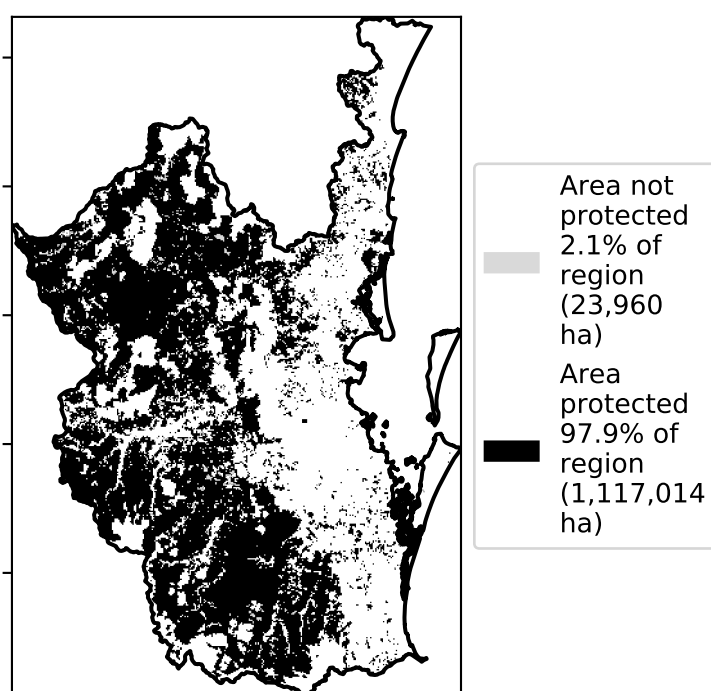 Area not
protected
2.1% of
region
(23,960
ha)
Area
protected
97.9% of
region
(1,117,014
ha)